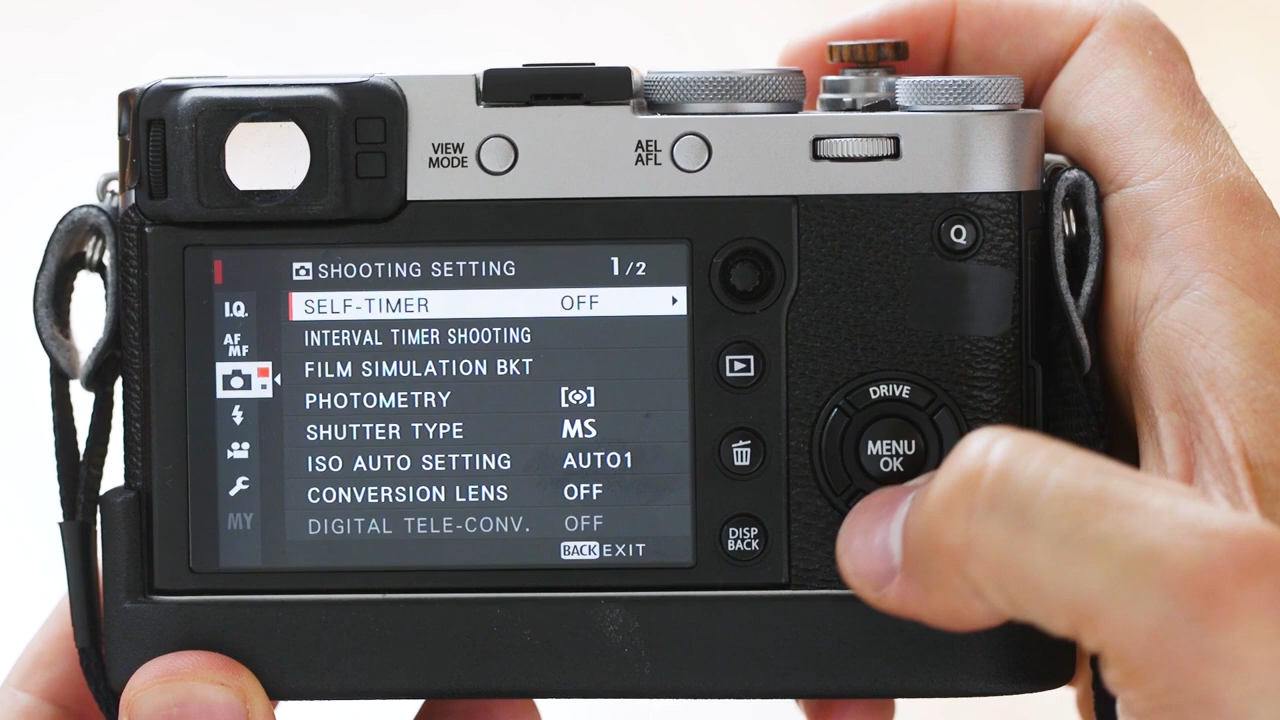 VIEW
MODE
AEL
AFL
Q
SHOOTING SETTING 1/2
I.Q.
AF
MF
MY
SELF-TIMER OFF
INTERVAL TIMER SHOOTING
FILM SIMULATION BKT
PHOTOMETRY
SHUTTER TYPE MS
ISO AUTO SETTING AUTO1
CONVERSION LENS OFF
DIGITAL TELE-CONV. OFF
BACK EXIT
DRIVE
MENU
OK
DISP
BACK